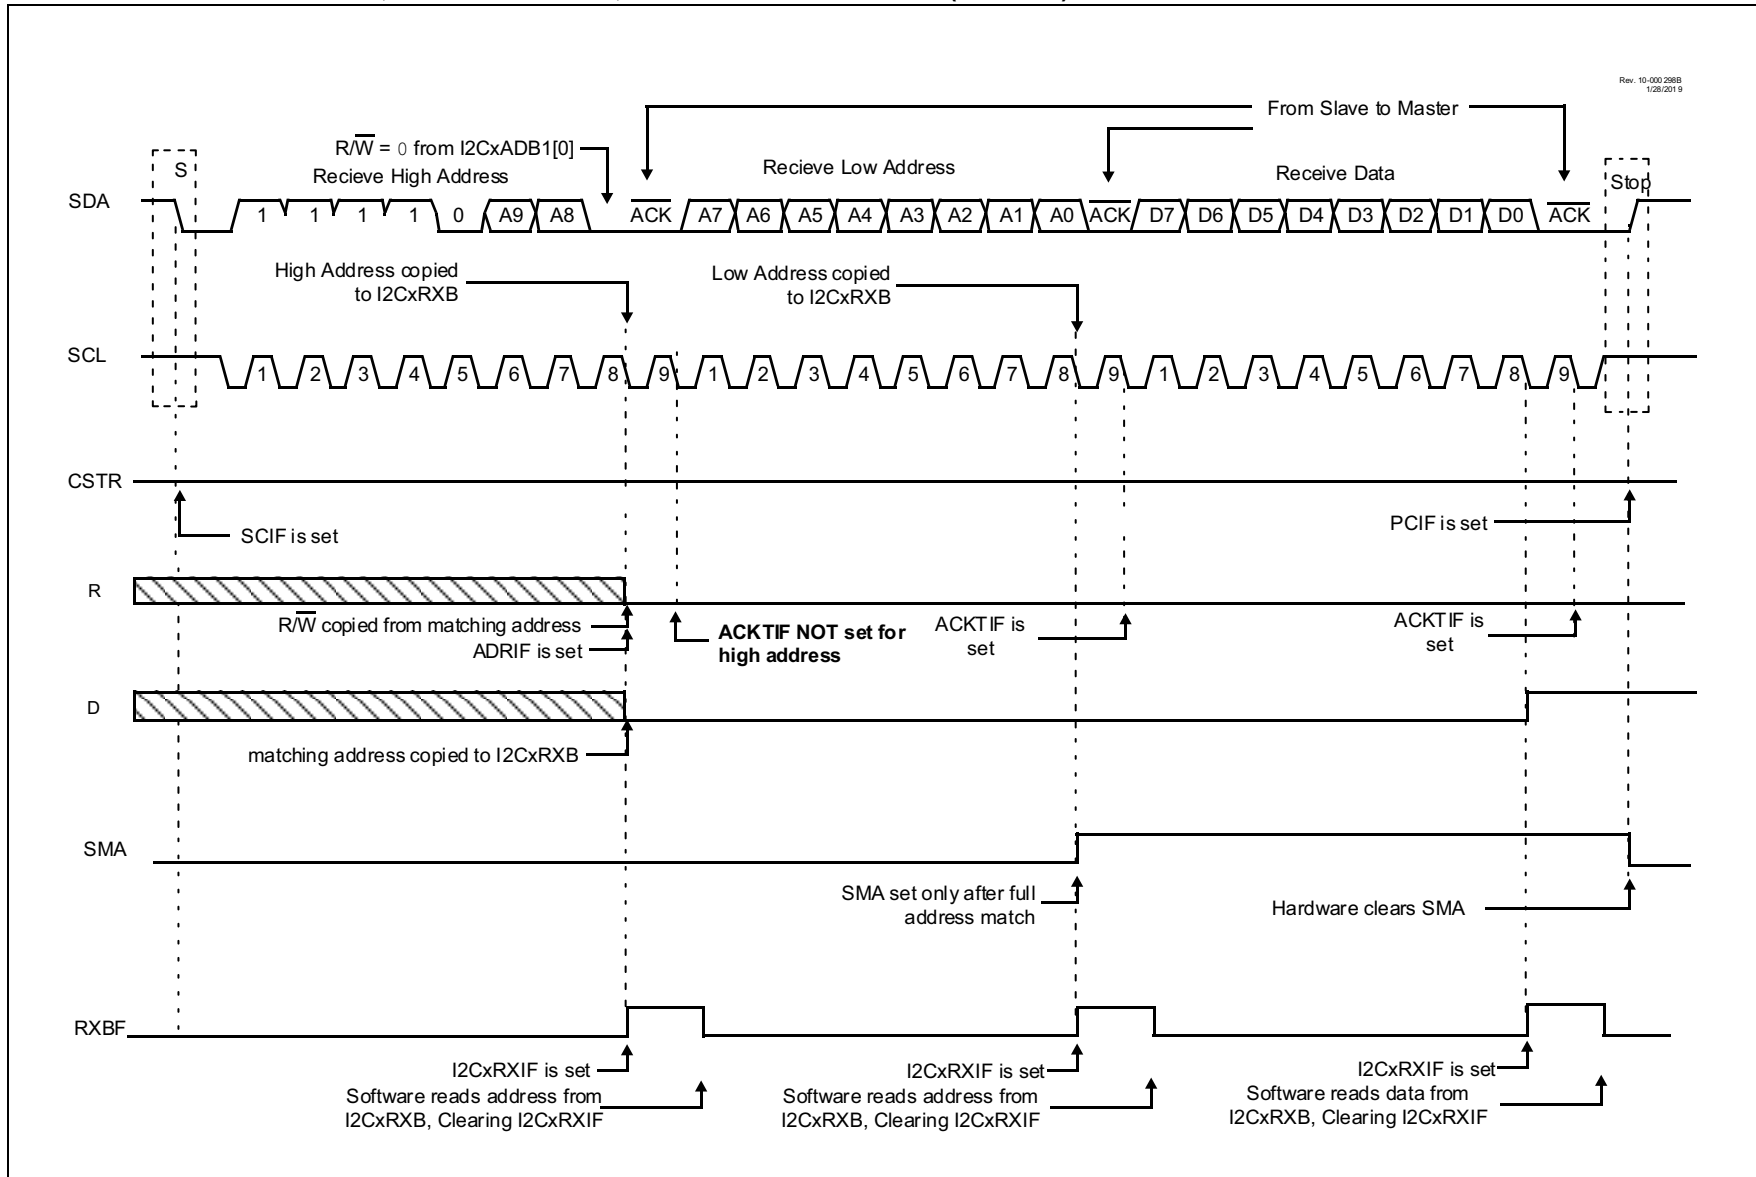 Rev. 10-000 298B
1/28/201 9
From Slave to Master
R/W = 0 from I2CxADB1[0]
S
Recieve High Address
Recieve Low Address
Receive Data
Stop
SDA
1 1 1 1 0 A9 A8 ACK A7 A6 A5 A4 A3 A2 A1 A0 ACK D7 D6 D5 D4 D3 D2 D1 D0 ACK
High Address copied
to I2CxRXB
Low Address copied
to I2CxRXB
SCL
1 2 3 4 5 6 7 8 9 1 2 3 4 5 6 7 8 9 1 2 3 4 5 6 7 8 9
CSTR
SCIF is set
PCIF is set
R
R/W copied from matching address
ADRIF is set
ACKTIF NOT set for
high address
ACKTIF is
set
ACKTIF is
set
D
matching address copied to I2CxRXB
SMA
SMA set only after full
address match
Hardware clears SMA
RXBF
I2CxRXIF is set
Software reads address from
I2CxRXB, Clearing I2CxRXIF
I2CxRXIF is set
Software reads address from
I2CxRXB, Clearing I2CxRXIF
I2CxRXIF is set
Software reads data from
I2CxRXB, Clearing I2CxRXIF